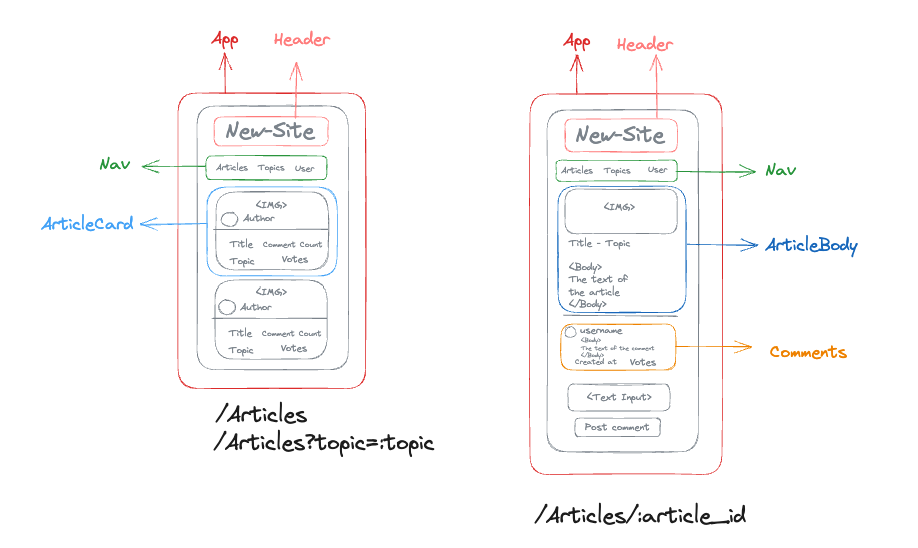 App
Header
New-Site
Nav
Articles Topics User
ArticleCard
<IMG>
Author
Title Comment Count
Topic Votes
<IMG>
Author
Title Comment Count
Topic Votes
/Articles
/Articles?topic=:topic
App
Header
New-Site
Articles Topics User
Nav
<IMG>
Title - Topic
ArticleBody
<Body>
The text of
the article
</Body>
username
<Body>
The text of the comment
</Body>
Created at Votes
Comments
<Text Input>
Post comment
/Articles/:article_id